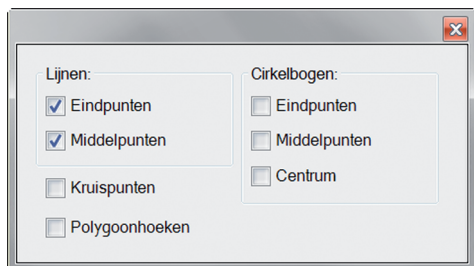 Lijnen:
Eindpunten
Middelpunten
Kruispunten
Polygoonhoeken
Cirkelbogen:
Eindpunten
Middelpunten
Centrum